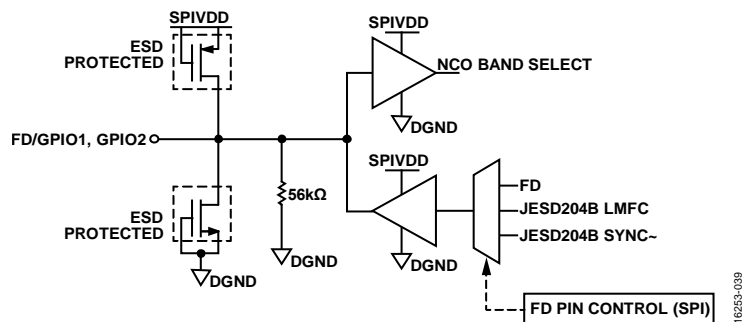 SPIVDD
ESD
PROTECTED
SPIVDD
NCO BAND SELECT
DGND
FD/GPIO1, GPIO2
SPIVDD
56kΩ
FD
JESD204B LMFC
JESD204B SYNC~
ESD
PROTECTED
DGND
DGND
DGND
FD PIN CONTROL (SPI)
16253-039